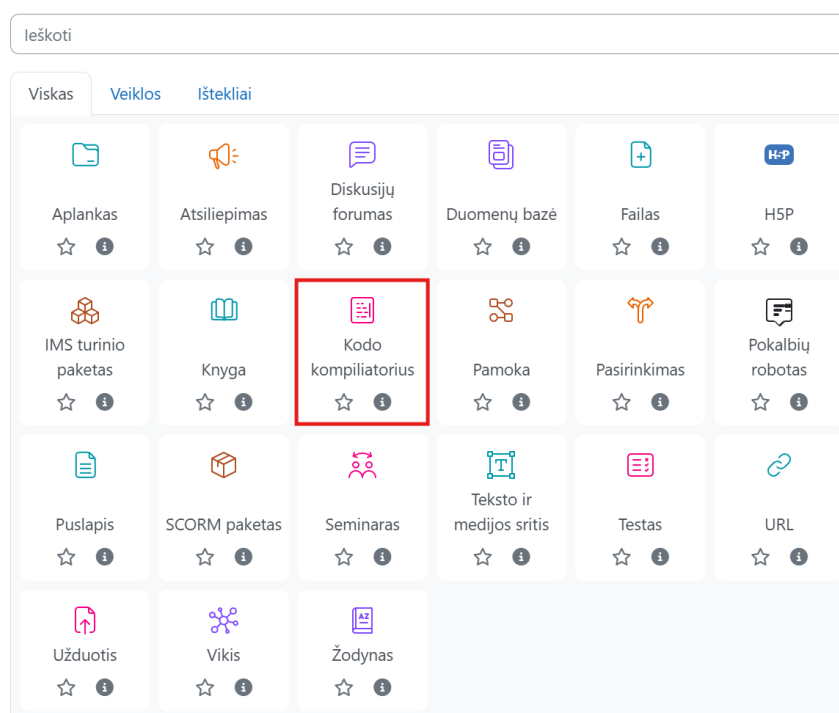 Ieškoti
Viskas Veiklos Ištekliai
Aplankas
Atsiliepimas
Diskusijų
forumas
Duomenų bazė
Failas
H5P
H5P
IMS turinio
paketas
Knyga
Kodo
kompiliatorius
Pamoka
Pasirinkimas
Pokalbių
robotas
Puslapis
SCORM paketas
Seminaras
T
Teksto ir
medijos sritis
Testas
URL
Užduotis
Vikis
AZ
Žodynas